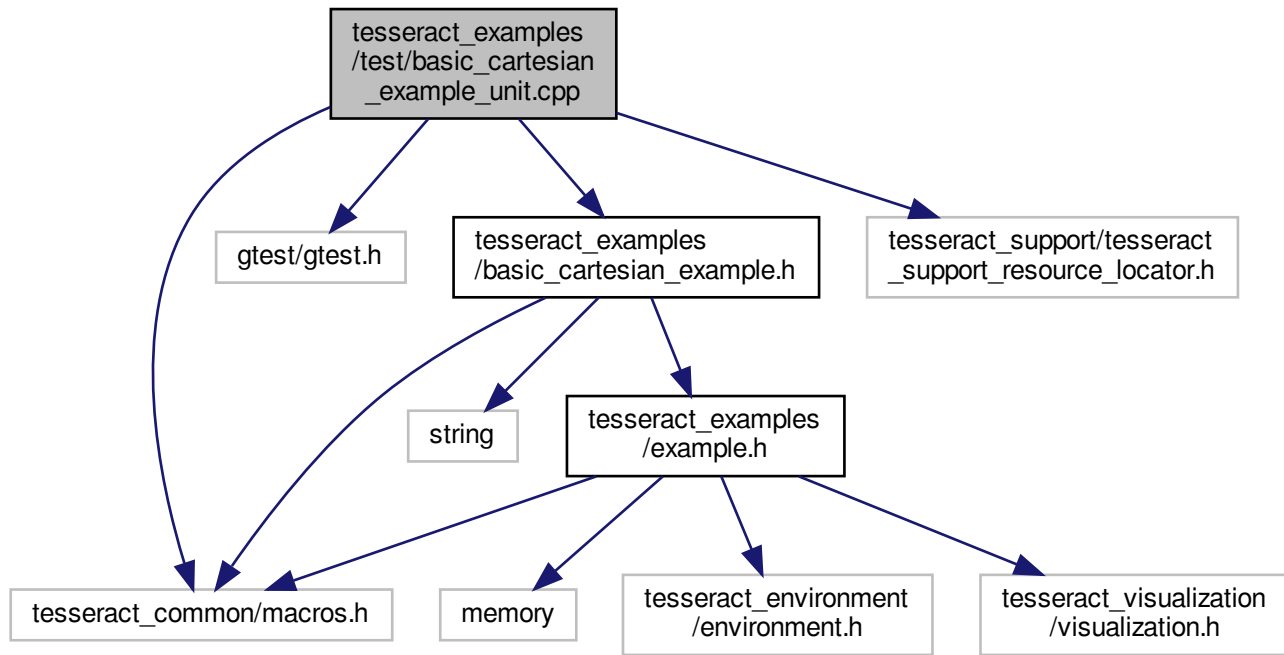 tesseract_examples
/test/basic_cartesian
_example_unit.cpp
gtest/gtest.h
tesseract_examples
/basic_cartesian_example.h
tesseract_support/tesseract
_support_resource_locator.h
string
tesseract_examples
/example.h
tesseract_common/macros.h
memory
tesseract_environment
/environment.h
tesseract_visualization
/visualization.h